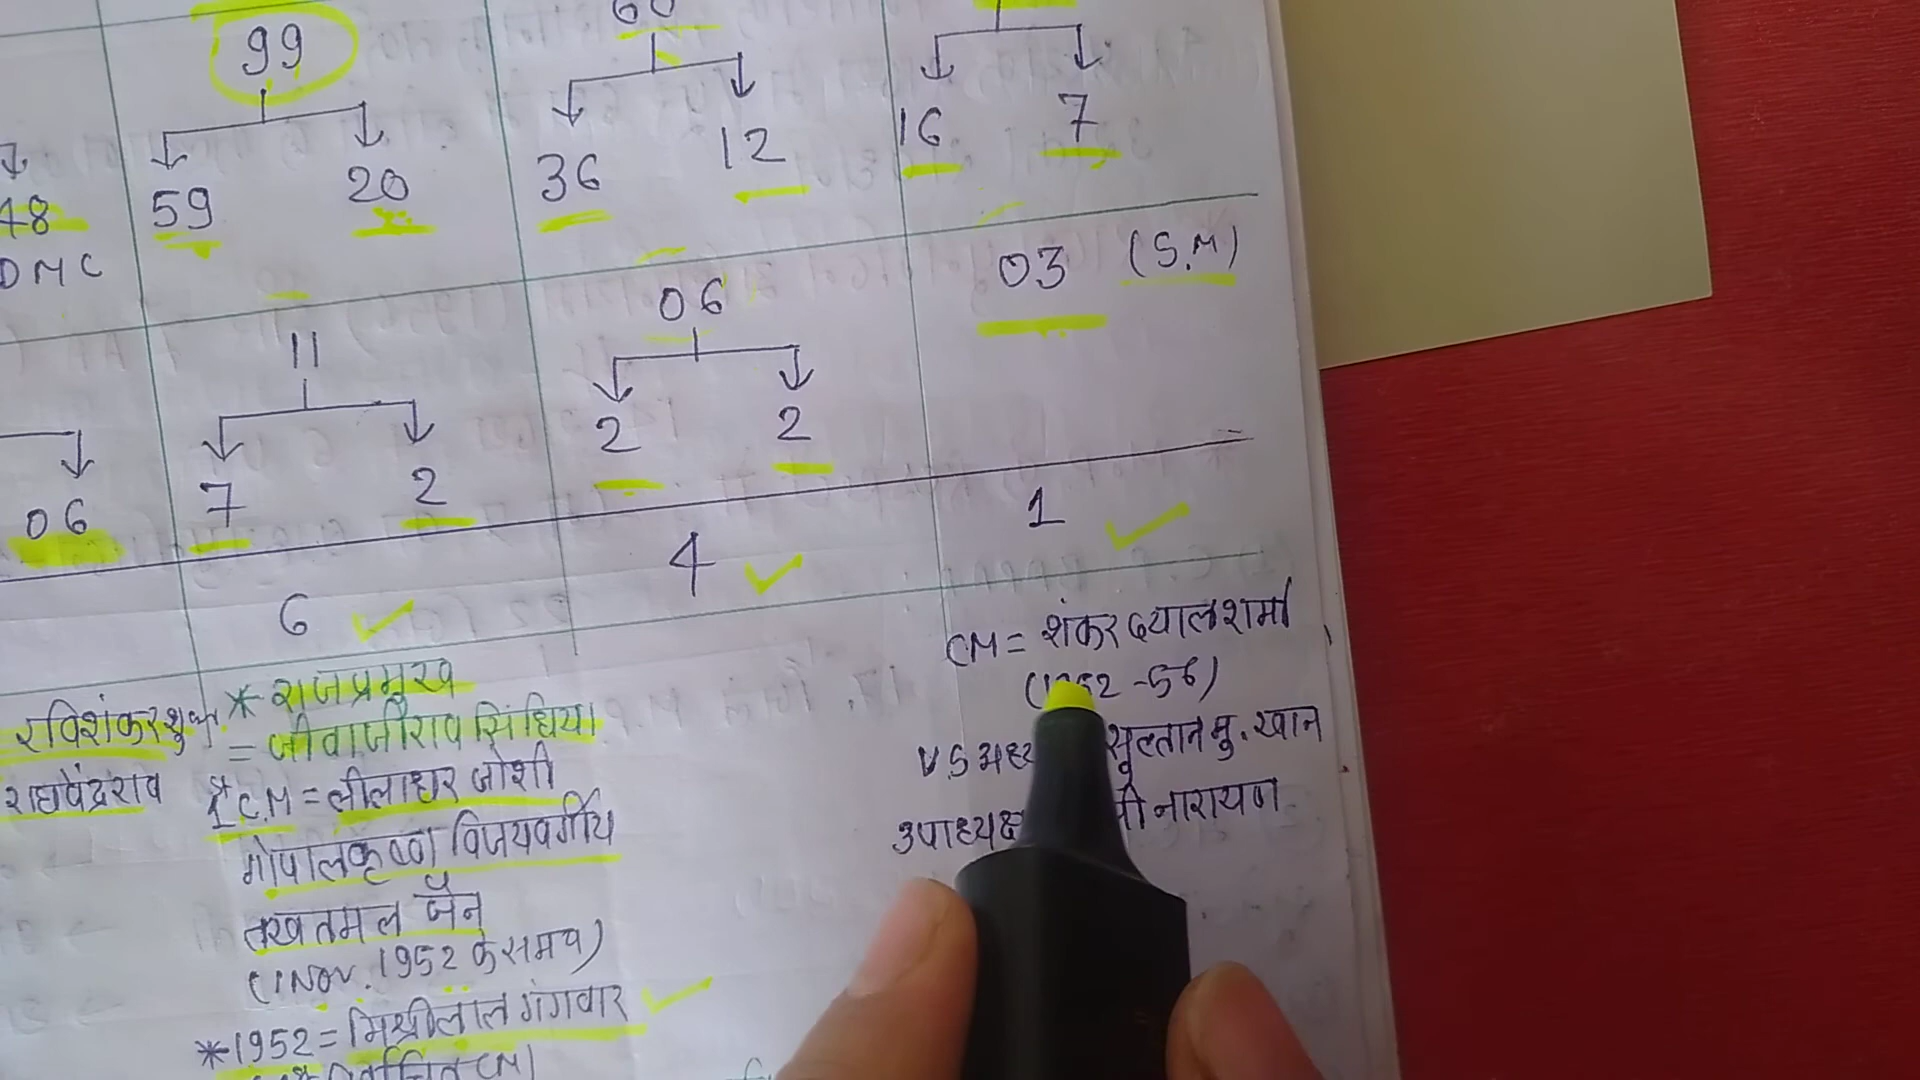 99
59 20
36 12
16 7
48
DMC
03 (S.M)
11
06
06
7 2
2 2
6
4
1
CM = शंकर दयाल शर्मा
रविशंकर शुक्ल
राघवेंद्रराव
* राजप्रमुख
= जीवाजीराव सिंधिया
C.M = लीलाधर जोशी
गोपालकृष्ण विजयवर्गीय
तखतमल जैन
(1 Nov. 1952 के समय)
* 1952 = मिश्रीलाल गंगवार
V.S सुल्तान मु. खान
नारायण